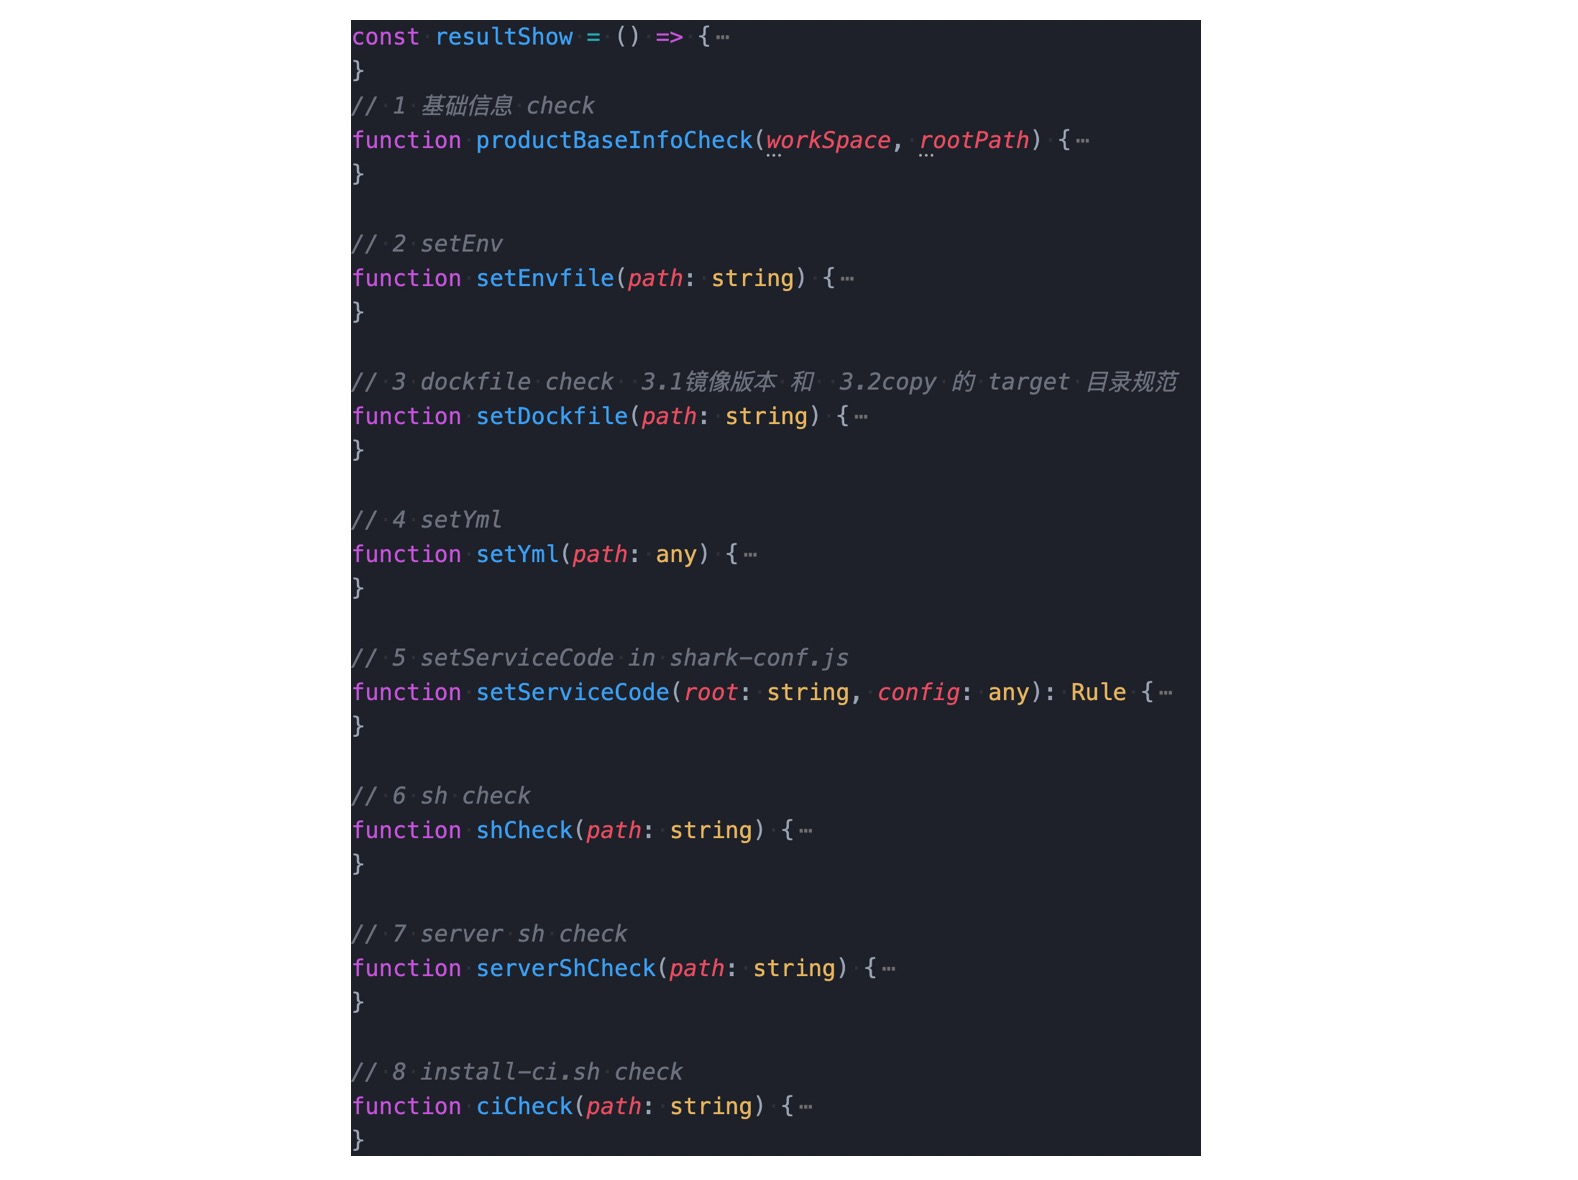 const resultShow = () => {…
}
// 1 基础信息 check
function productBaseInfoCheck(workSpace, rootPath) {…
}
// 2 setEnv
function setEnvfile(path: string) {…
}
// 3 dockfile check  3.1镜像版本 和  3.2copy 的 target 目录规范
function setDockfile(path: string) {…
}
// 4 setYml
function setYml(path: any) {…
}
// 5 setServiceCode in shark-conf.js
function setServiceCode(root: string, config: any): Rule {…
}
// 6 sh check
function shCheck(path: string) {…
}
// 7 server sh check
function serverShCheck(path: string) {…
}
// 8 install-ci.sh check
function ciCheck(path: string) {…
}